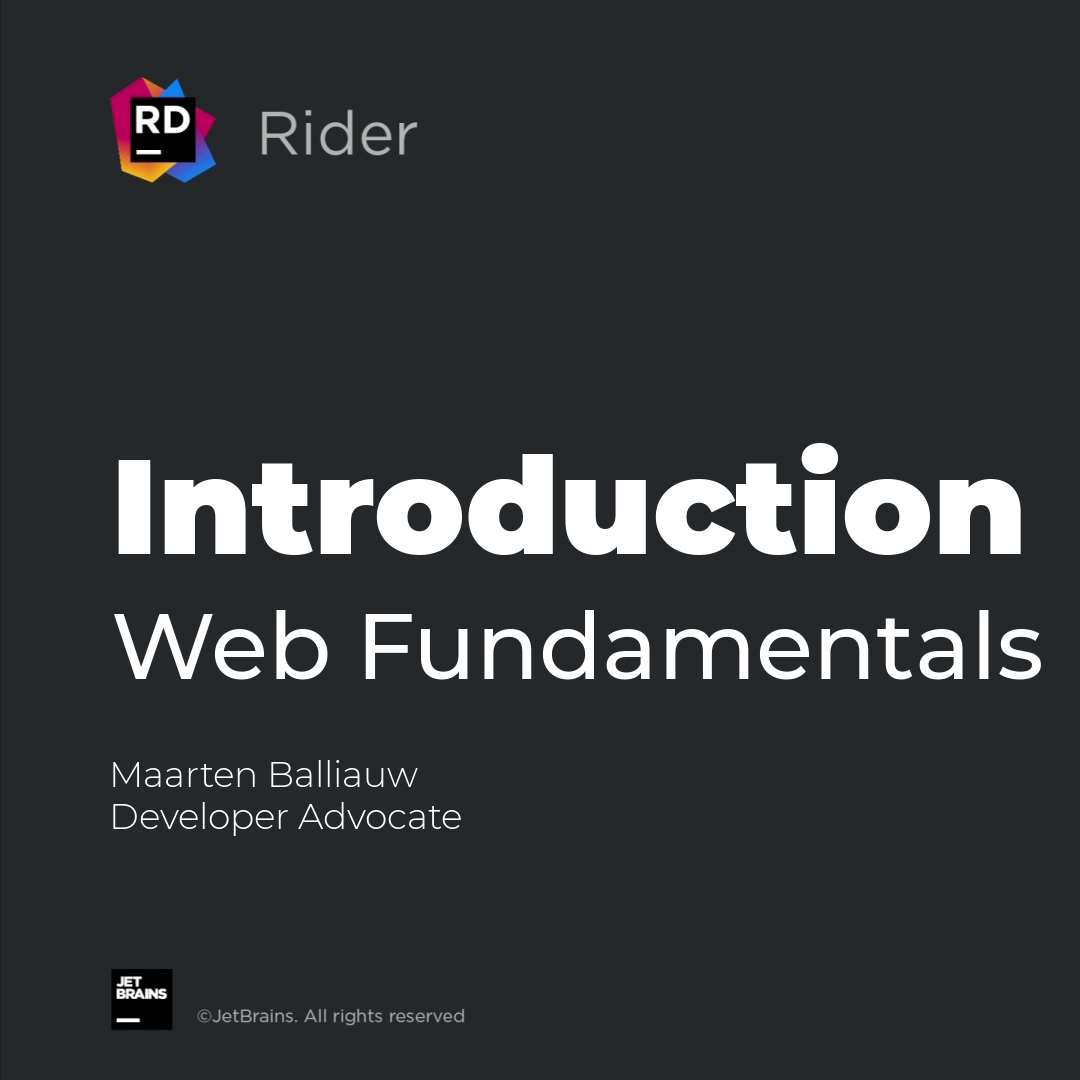 RD
Rider
Introduction
Web Fundamentals
Maarten Balliauw
Developer Advocate
JET
BRAINS
©JetBrains. All rights reserved